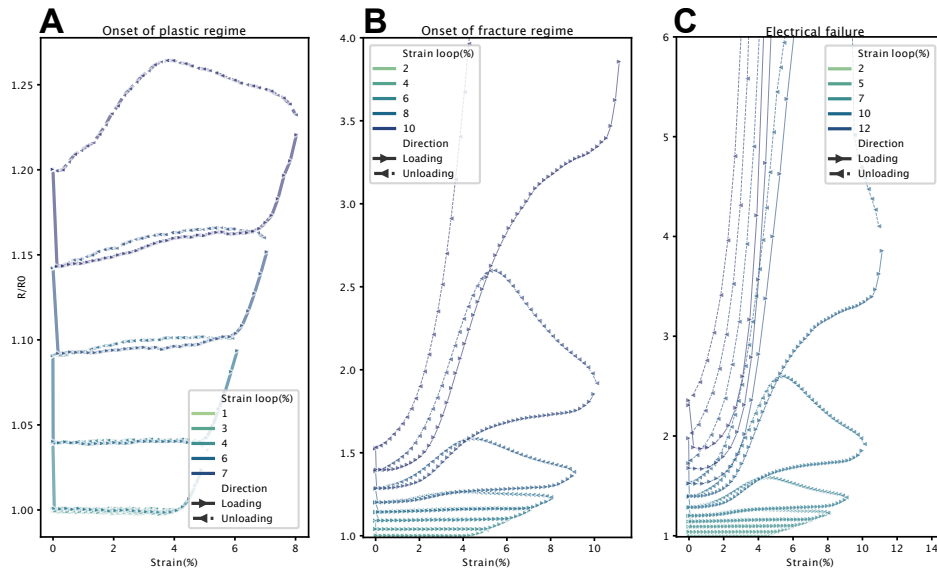 A
Onset of plastic regime
R/R0
1.25
1.20
1.15
1.10
1.05
1.00
Strain loop(%)
1
3
4
6
7
Direction
Loading
Unloading
0 2 4 6 8
Strain(%)
B
Onset of fracture regime
4.0
3.5
3.0
2.5
2.0
1.5
1.0
Strain loop(%)
2
4
6
8
10
Direction
Loading
Unloading
0 2 4 6 8 10
Strain(%)
C
Electrical failure
6
5
4
3
2
1
Strain loop(%)
2
5
7
10
12
Direction
Loading
Unloading
0 2 4 6 8 10 12 14
Strain(%)